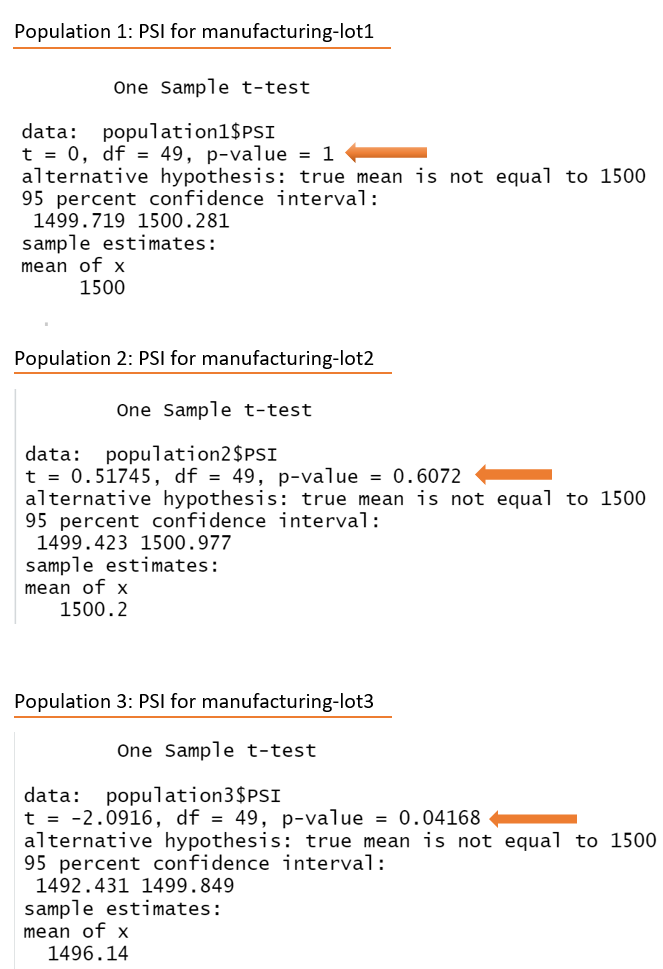 Population 1: PSI for manufacturing-lot1
One Sample t-test
data:  population1$PSI
t = 0, df = 49, p-value = 1
alternative hypothesis: true mean is not equal to 1500
95 percent confidence interval:
 1499.719 1500.281
sample estimates:
mean of x
     1500
Population 2: PSI for manufacturing-lot2
One Sample t-test
data:  population2$PSI
t = 0.51745, df = 49, p-value = 0.6072
alternative hypothesis: true mean is not equal to 1500
95 percent confidence interval:
 1499.423 1500.977
sample estimates:
mean of x
   1500.2
Population 3: PSI for manufacturing-lot3
One Sample t-test
data:  population3$PSI
t = -2.0916, df = 49, p-value = 0.04168
alternative hypothesis: true mean is not equal to 1500
95 percent confidence interval:
 1492.431 1499.849
sample estimates:
mean of x
  1496.14